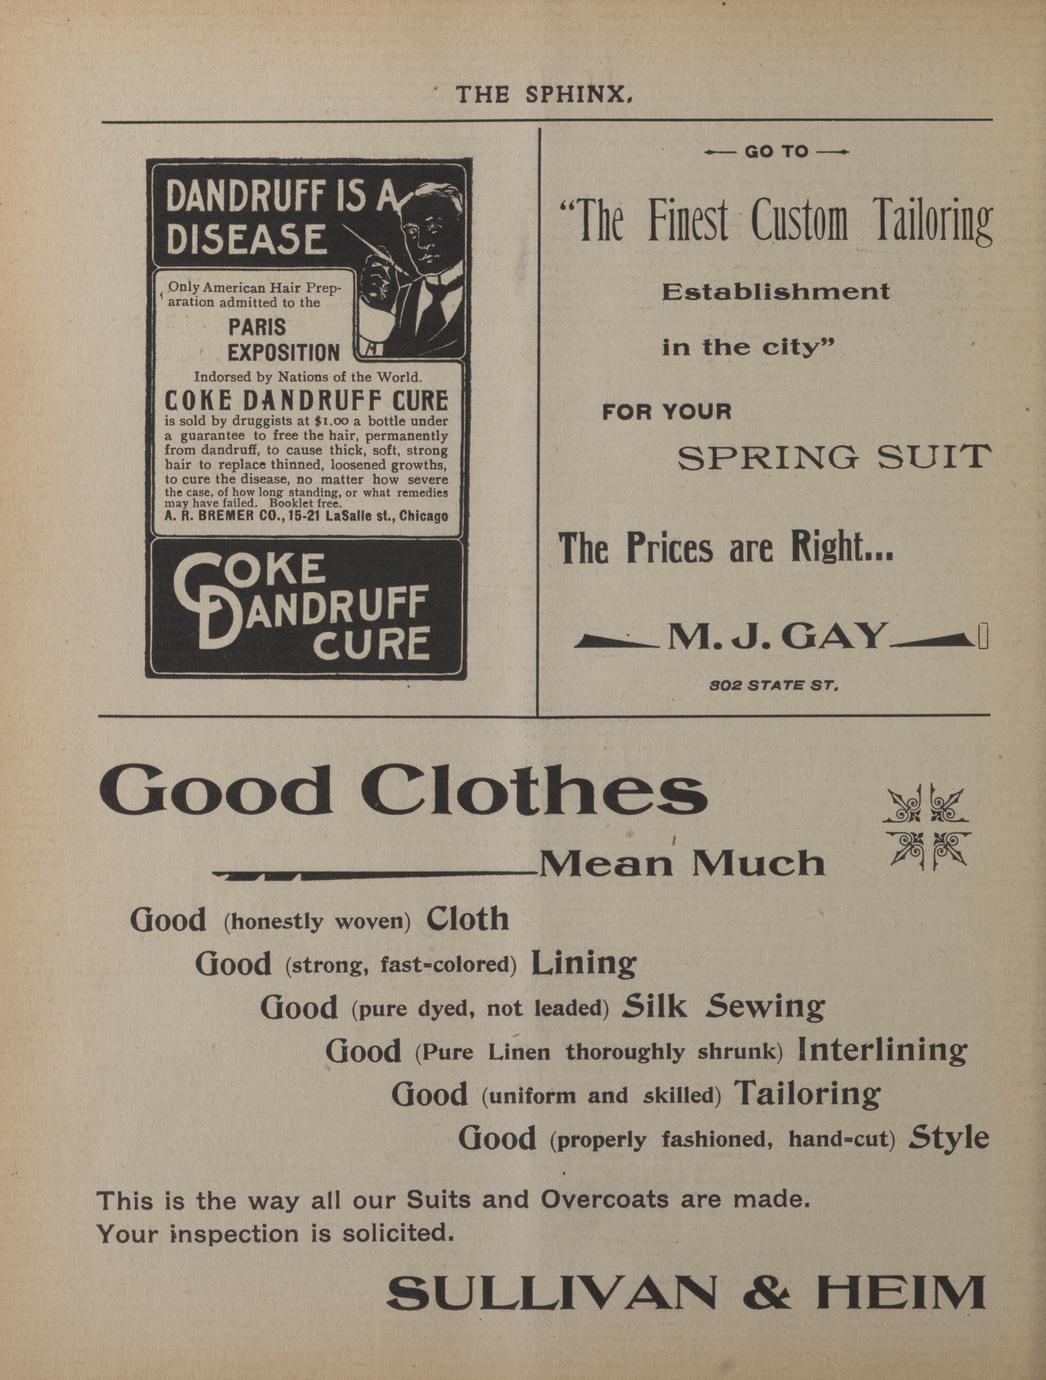 THE SPHINX.
DANDRUFF IS A
DISEASE
Only American Hair Prep-
aration admitted to the
PARIS
EXPOSITION
Indorsed by Nations of the World.
COKE DANDRUFF CURE
is sold by druggists at $1.00 a bottle under
a guarantee to free the hair, permanently
from dandruff, to cause thick, soft, strong
hair to replace thinned, loosened growths,
to cure the disease, no matter how severe
the case, of how long standing, or what remedies
may have failed. Booklet free.
A. R. BREMER CO., 15-21 LaSalle st., Chicago
COKE
DANDRUFF
CURE
GO TO
“The Finest Custom Tailoring
Establishment
in the city”
FOR YOUR
SPRING SUIT
The Prices are Right...
M. J. GAY
302 STATE ST.
Good Clothes
Mean Much
Good (honestly woven) Cloth
Good (strong, fast-colored) Lining
Good (pure dyed, not leaded) Silk Sewing
Good (Pure Linen thoroughly shrunk) Interlining
Good (uniform and skilled) Tailoring
Good (properly fashioned, hand-cut) Style
This is the way all our Suits and Overcoats are made.
Your inspection is solicited.
SULLIVAN & HEIM